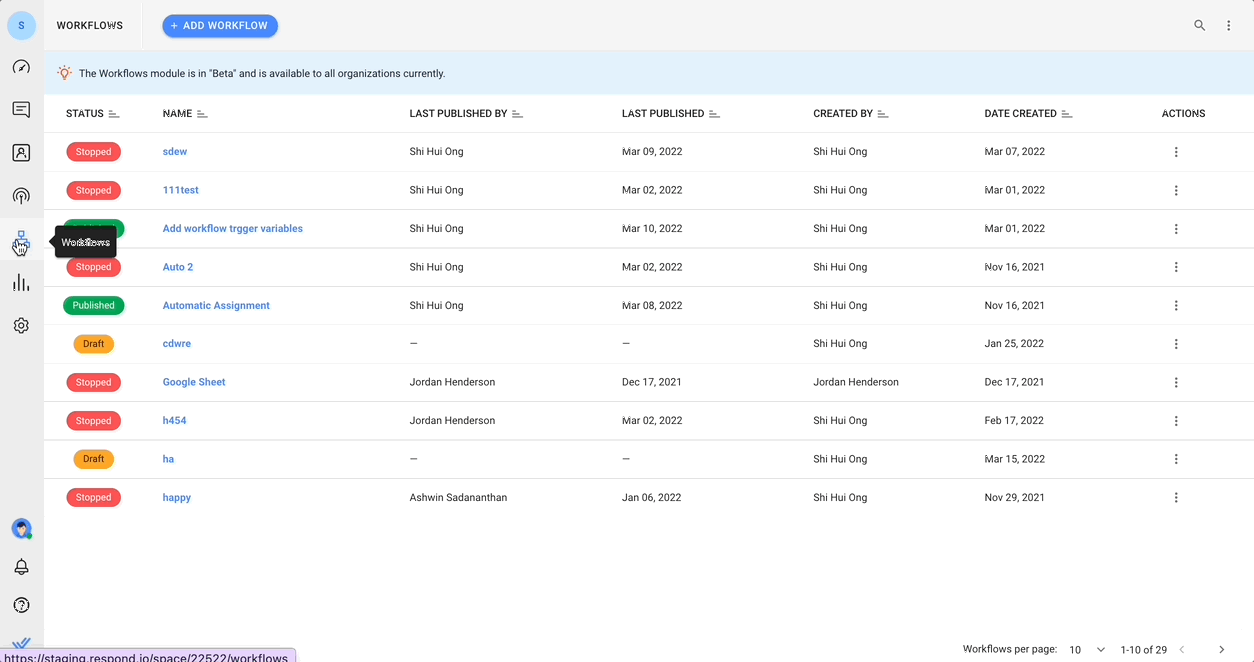 S
WORKFLOWS
+ ADD WORKFLOW
The Workflows module is in "Beta" and is available to all organizations currently.
STATUS NAME LAST PUBLISHED BY LAST PUBLISHED CREATED BY DATE CREATED ACTIONS
Stopped sdew Shi Hui Ong Mar 09, 2022 Shi Hui Ong Mar 07, 2022
Stopped 111test Shi Hui Ong Mar 02, 2022 Shi Hui Ong Mar 01, 2022
Add workflow trgger variables Shi Hui Ong Mar 10, 2022 Shi Hui Ong Mar 01, 2022
Workflows
Stopped Auto 2 Shi Hui Ong Mar 02, 2022 Shi Hui Ong Nov 16, 2021
Published Automatic Assignment Shi Hui Ong Mar 08, 2022 Shi Hui Ong Nov 16, 2021
Draft cdwre — — Shi Hui Ong Jan 25, 2022
Stopped Google Sheet Jordan Henderson Dec 17, 2021 Jordan Henderson Dec 17, 2021
Stopped h454 Jordan Henderson Mar 02, 2022 Shi Hui Ong Feb 17, 2022
Draft ha — — Shi Hui Ong Mar 15, 2022
Stopped happy Ashwin Sadananthan Jan 06, 2022 Shi Hui Ong Nov 29, 2021
Workflows per page: 10 1-10 of 29
https://staging.respond.io/space/22522/workflows